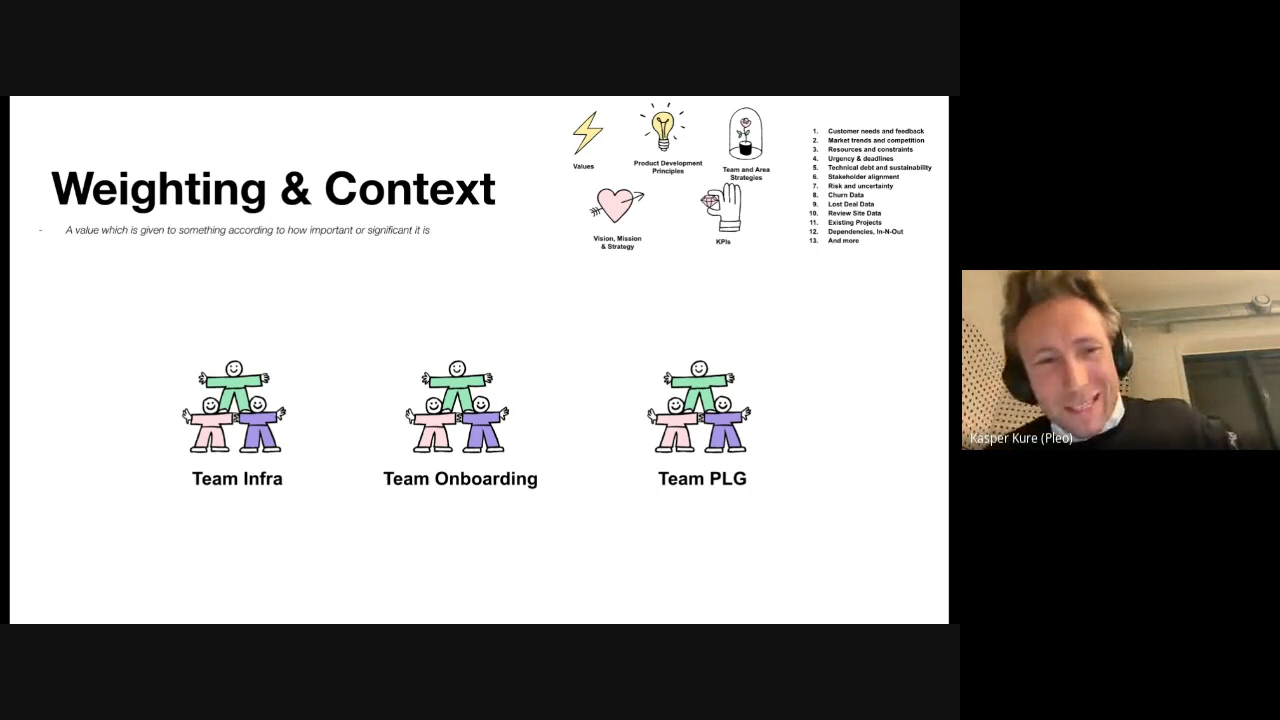 Weighting & Context
- A value which is given to something according to how important or significant it is
Values
Product Development
Principles
Team and Area
Strategies
Vision, Mission
& Strategy
KPIs
1. Customer needs and feedback
2. Market trends and competition
3. Resources and constraints
4. Urgency & deadlines
5. Technical debt and sustainability
6. Stakeholder alignment
7. Risk and uncertainty
8. Churn Data
9. Lost Deal Data
10. Review Site Data
11. Existing Projects
12. Dependencies, In-N-Out
13. And more
Team Infra
Team Onboarding
Team PLG
Kasper Kure (Pleo)